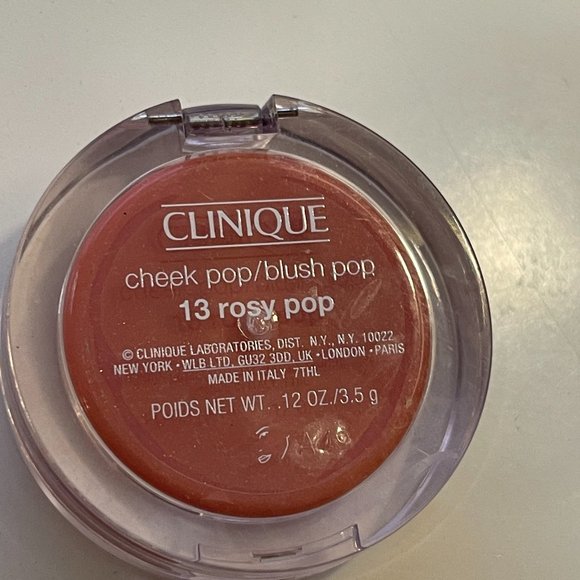 CLINIQUE
cheek pop/blush pop
13 rosy pop
© CLINIQUE LABORATORIES, DIST. N.Y., N.Y. 10022
NEW YORK • WLB LTD, GU32 3DD, UK • LONDON • PARIS
MADE IN ITALY 7THL
POIDS NET WT. .12 OZ./3.5 g